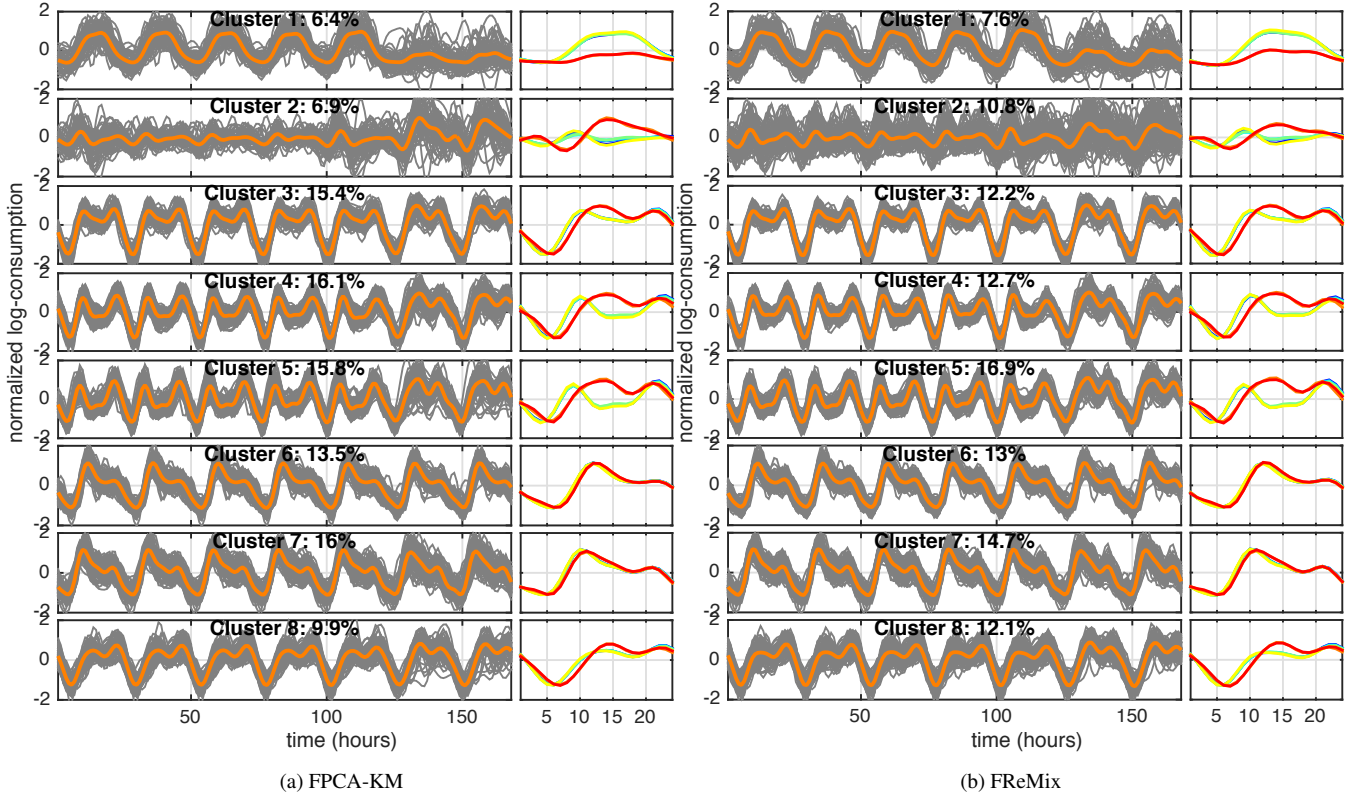 Cluster 1: 6.4%
2
0
-2
Cluster 2: 6.9%
2
0
-2
Cluster 3: 15.4%
2
0
-2
Cluster 4: 16.1%
2
0
-2
Cluster 5: 15.8%
2
0
-2
Cluster 6: 13.5%
2
0
-2
Cluster 7: 16%
2
0
-2
Cluster 8: 9.9%
2
0
-2
normalized log-consumption
50 100 150
5 10 15 20
time (hours)
(a) FPCA-KM
Cluster 1: 7.6%
2
0
-2
Cluster 2: 10.8%
2
0
-2
Cluster 3: 12.2%
2
0
-2
Cluster 4: 12.7%
2
0
-2
Cluster 5: 16.9%
2
0
-2
Cluster 6: 13%
2
0
-2
Cluster 7: 14.7%
2
0
-2
Cluster 8: 12.1%
2
0
-2
normalized log-consumption
50 100 150
5 10 15 20
time (hours)
(b) FReMix